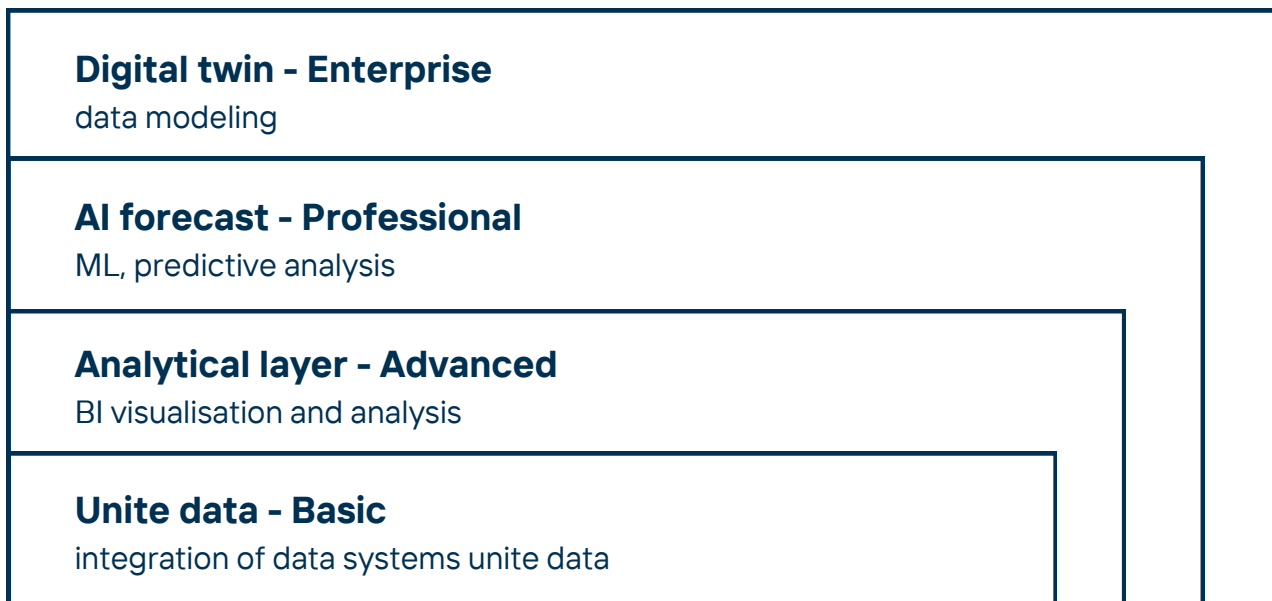 Digital twin - Enterprise
data modeling
AI forecast - Professional
ML, predictive analysis
Analytical layer - Advanced
BI visualisation and analysis
Unite data - Basic
integration of data systems unite data